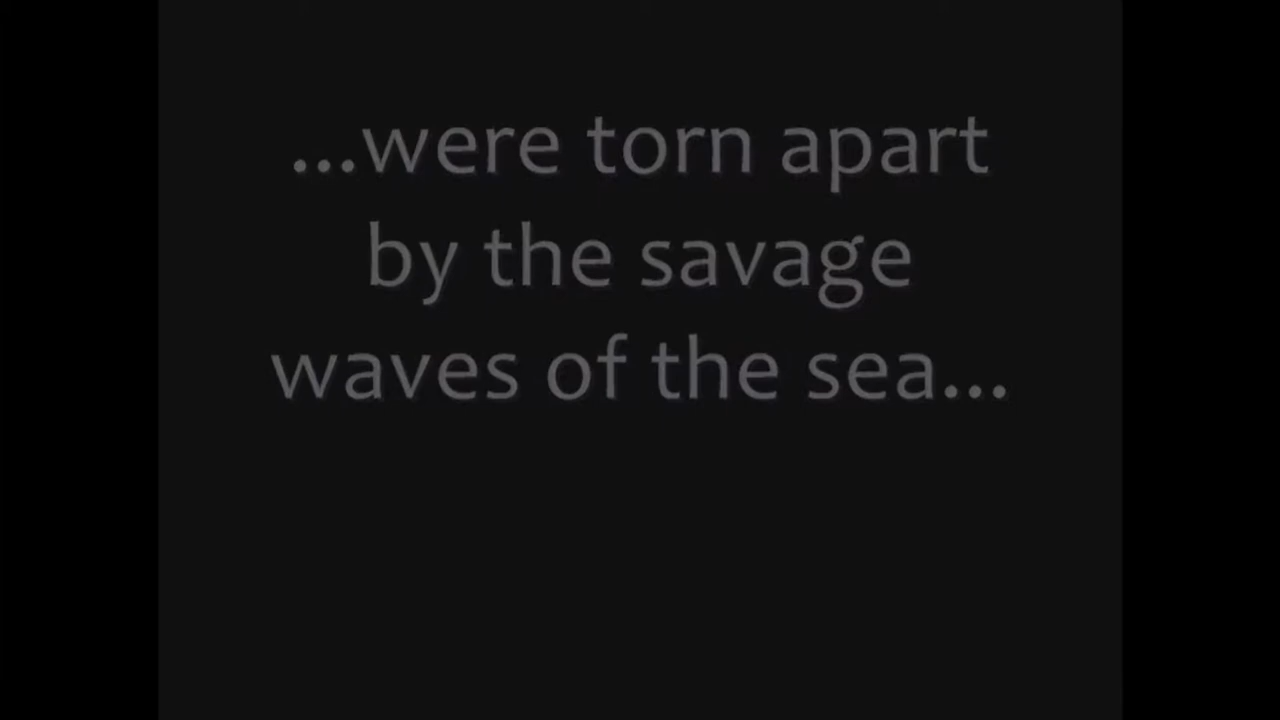 ...were torn apart
by the savage
waves of the sea...